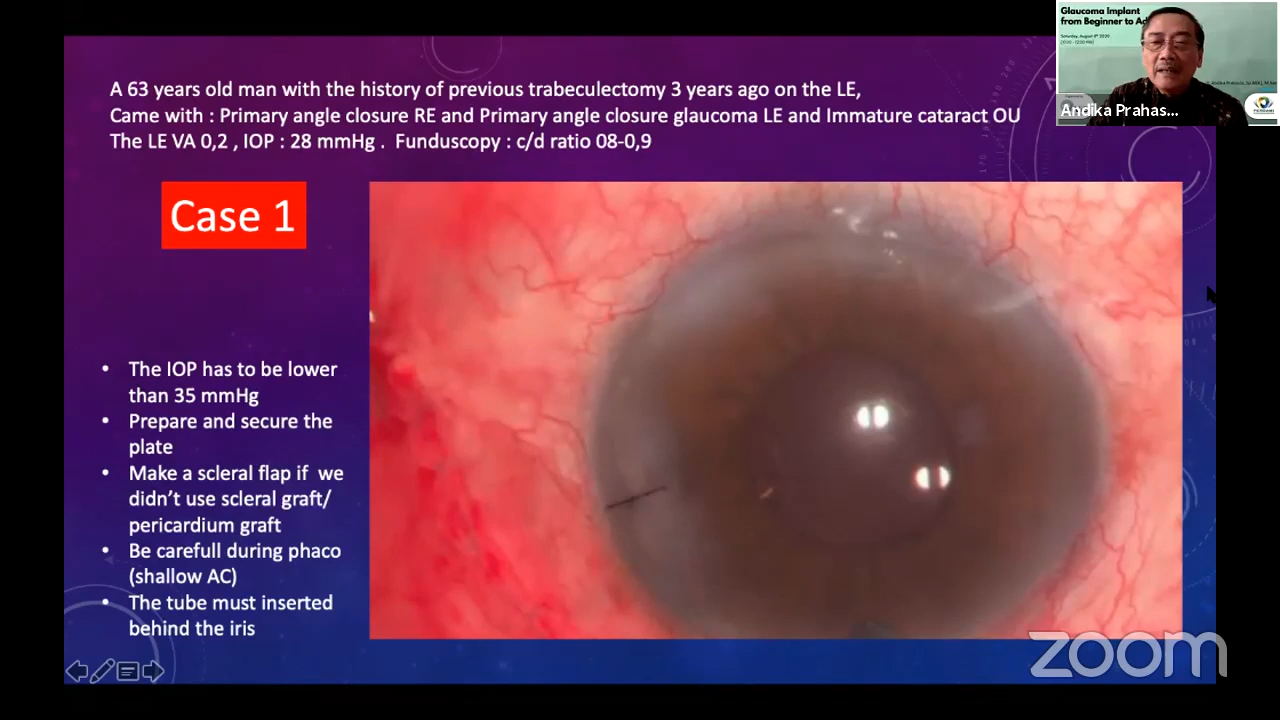 Glaucoma Implant
from Beginner to Ad
Andika Prahas...
A 63 years old man with the history of previous trabeculectomy 3 years ago on the LE,
Came with : Primary angle closure RE and Primary angle closure glaucoma LE and Immature cataract OU
The LE VA 0,2 , IOP : 28 mmHg . Funduscopy : c/d ratio 08-0,9
Case 1
• The IOP has to be lower
than 35 mmHg
• Prepare and secure the
plate
• Make a scleral flap if we
didn't use scleral graft/
pericardium graft
• Be carefull during phaco
(shallow AC)
• The tube must inserted
behind the iris
zoom